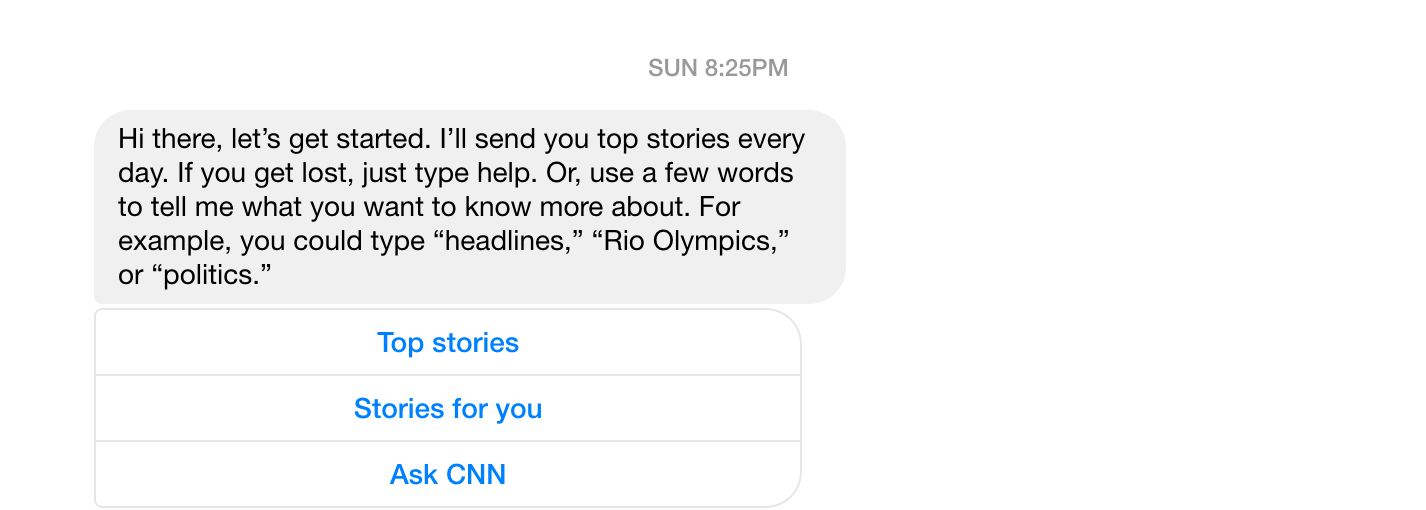 SUN 8:25PM
Hi there, let’s get started. I’ll send you top stories every
day. If you get lost, just type help. Or, use a few words
to tell me what you want to know more about. For
example, you could type “headlines,” “Rio Olympics,”
or “politics.”
Top stories
Stories for you
Ask CNN